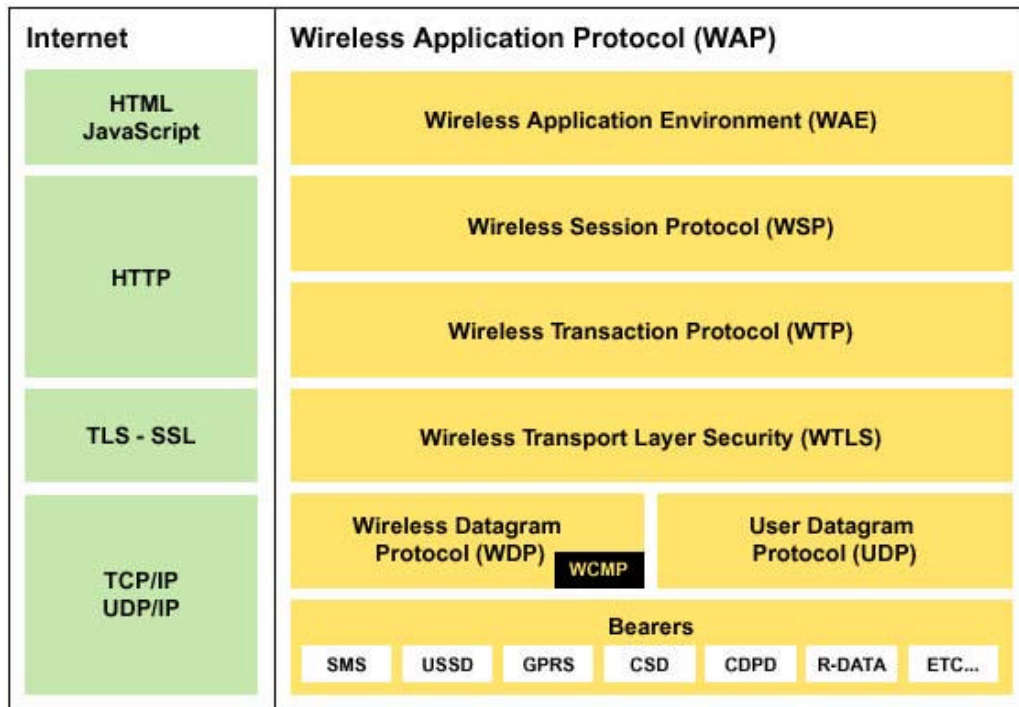 Internet
Wireless Application Protocol (WAP)
HTML
JavaScript
Wireless Application Environment (WAE)
HTTP
Wireless Session Protocol (WSP)
Wireless Transaction Protocol (WTP)
TLS - SSL
Wireless Transport Layer Security (WTLS)
TCP/IP
UDP/IP
Wireless Datagram
Protocol (WDP)
WCMP
User Datagram
Protocol (UDP)
Bearers
SMS
USSD
GPRS
CSD
CDPD
R-DATA
ETC...